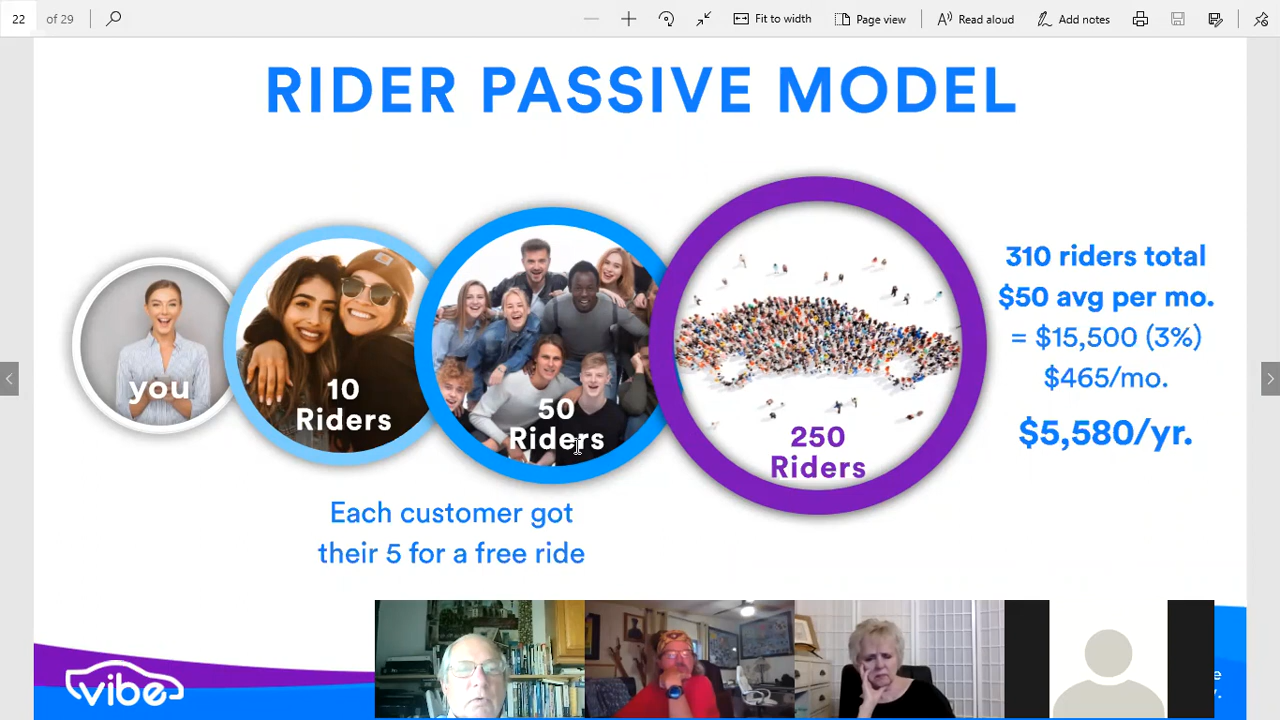 22 of 29
Fit to width
Page view
Read aloud
Add notes
RIDER PASSIVE MODEL
you
10
Riders
50
Riders
250
Riders
310 riders total
$50 avg per mo.
= $15,500 (3%)
$465/mo.
$5,580/yr.
Each customer got
their 5 for a free ride
vibe